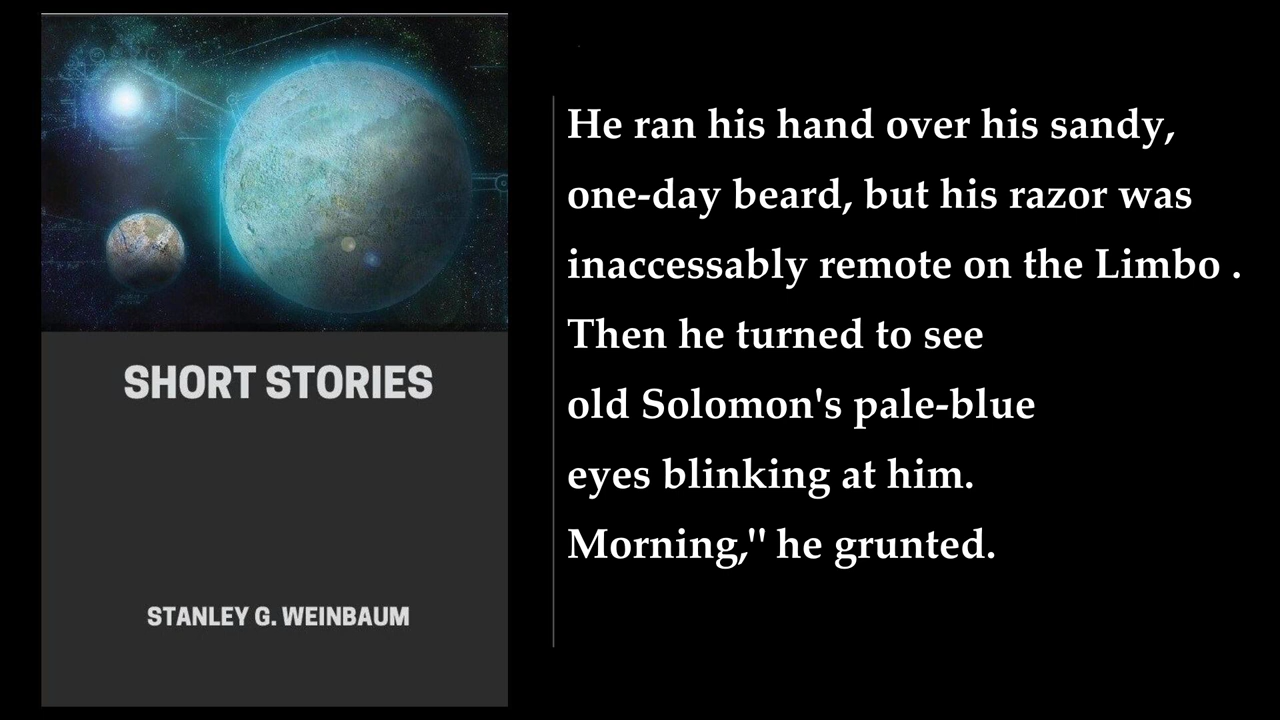 SHORT STORIES
STANLEY G. WEINBAUM
He ran his hand over his sandy,
one-day beard, but his razor was
inaccessably remote on the Limbo .
Then he turned to see
old Solomon's pale-blue
eyes blinking at him.
Morning," he grunted.